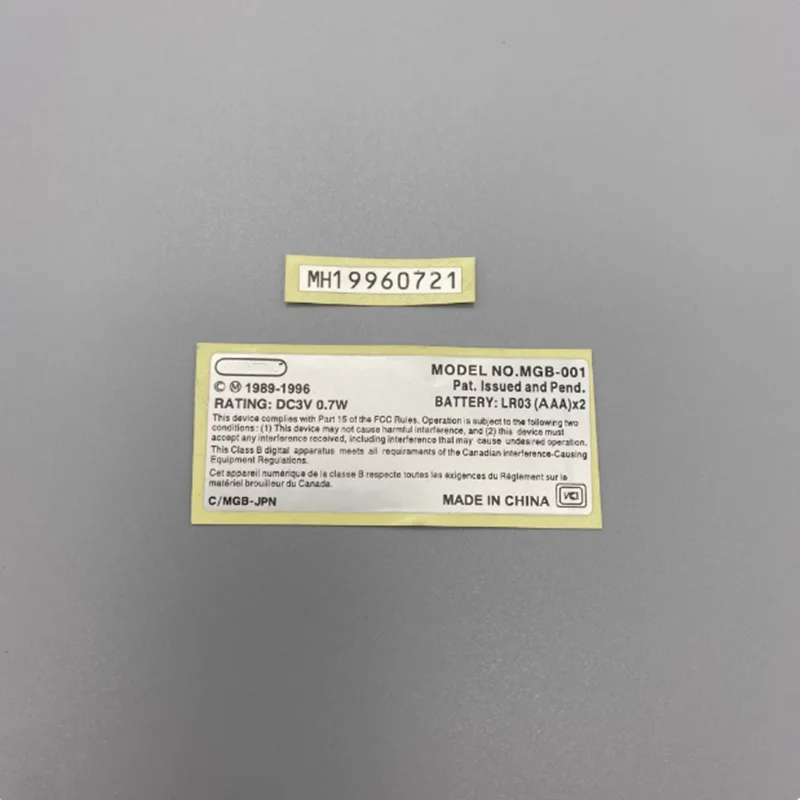 MH19960721
MODEL NO.MGB-001
© Ⓜ 1989-1996
Pat. Issued and Pend.
RATING: DC3V 0.7W
BATTERY: LR03 (AAA)x2
This device complies with Part 15 of the FCC Rules. Operation is subject to the following two
conditions: (1) This device may not cause harmful interference, and (2) this device must
accept any interference received, including interference that may cause undesired operation.
This Class B digital apparatus meets all requirements of the Canadian Interference-Causing
Equipment Regulations.
Cet appareil numérique de la classe B respecte toutes les exigences du Règlement sur le
matériel brouilleur du Canada.
C/MGB-JPN
MADE IN CHINA
VCI